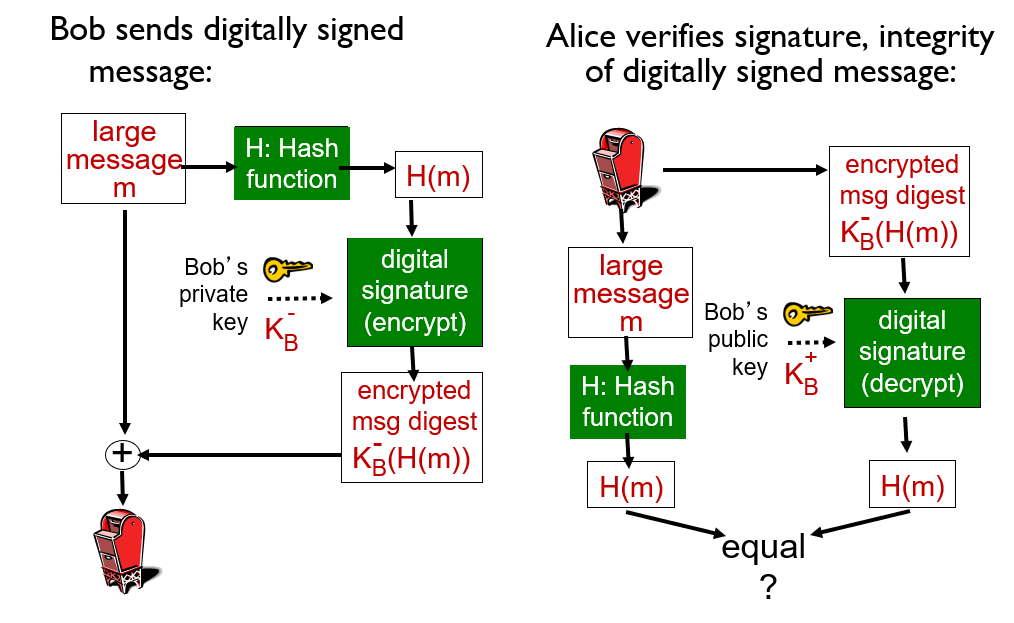 Bob sends digitally signed
message:
large
message
m
H: Hash
function
H(m)
Bob's
private
key
K_B^-
digital
signature
(encrypt)
encrypted
msg digest
K_B^-(H(m))
+
Alice verifies signature, integrity
of digitally signed message:
encrypted
msg digest
K_B^-(H(m))
large
message
m
Bob's
public
key
K_B^+
digital
signature
(decrypt)
H: Hash
function
H(m)
H(m)
equal
?